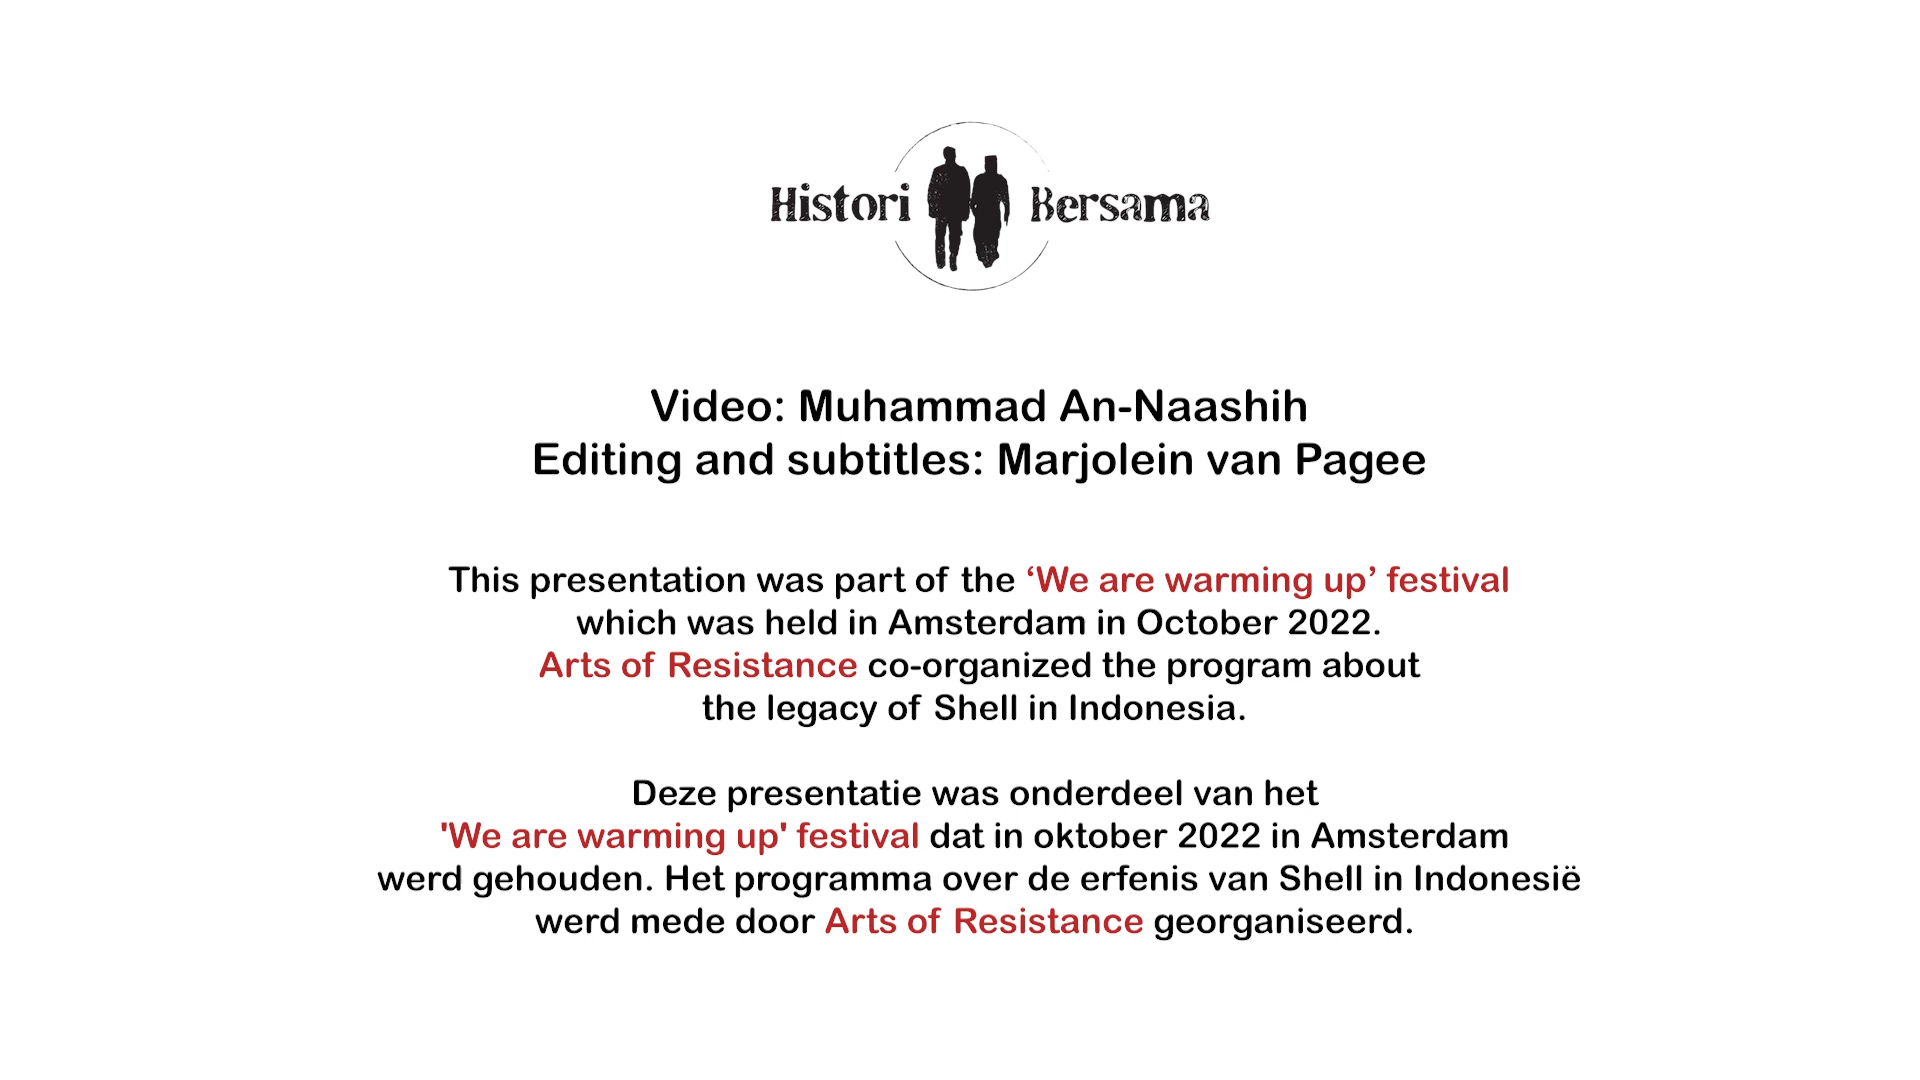 Histori Bersama
Video: Muhammad An-Naashih
Editing and subtitles: Marjolein van Pagee
This presentation was part of the ‘We are warming up’ festival
which was held in Amsterdam in October 2022.
Arts of Resistance co-organized the program about
the legacy of Shell in Indonesia.
Deze presentatie was onderdeel van het
'We are warming up' festival dat in oktober 2022 in Amsterdam
werd gehouden. Het programma over de erfenis van Shell in Indonesië
werd mede door Arts of Resistance georganiseerd.